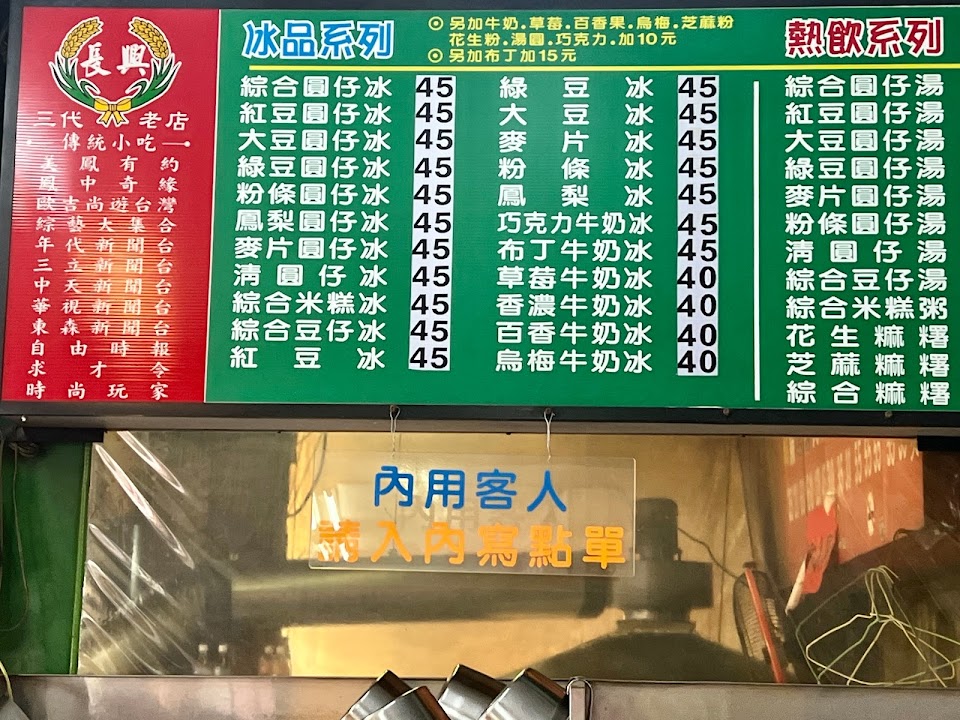 長興
三代 老店
傳統小吃
美鳳有約
鳳中奇緣
歐吉尚遊台灣
綜藝大集合
年代新聞台
三立新聞台
中天新聞台
華視新聞台
東森新聞台
自由時報
求才令
時尚玩家
冰品系列
◎另加牛奶.草莓.百香果.烏梅.芝蔴粉
花生粉.湯圓.巧克力.加10元
◎另加布丁加15元
綜合圓仔冰 45
紅豆圓仔冰 45
大豆圓仔冰 45
綠豆圓仔冰 45
粉條圓仔冰 45
鳳梨圓仔冰 45
麥片圓仔冰 45
清圓仔冰 45
綜合米糕冰 45
綜合豆仔冰 45
紅豆冰 45
綠豆冰 45
大豆冰 45
麥片冰 45
粉條冰 45
鳳梨冰 45
巧克力牛奶冰 45
布丁牛奶冰 45
草莓牛奶冰 40
香濃牛奶冰 40
百香牛奶冰 40
烏梅牛奶冰 40
熱飲系列
綜合圓仔湯
紅豆圓仔湯
大豆圓仔湯
綠豆圓仔湯
麥片圓仔湯
粉條圓仔湯
清圓仔湯
綜合豆仔湯
綜合米糕粥
花生麻糬
芝蔴麻糬
綜合麻糬
內用客人
請入內寫點單